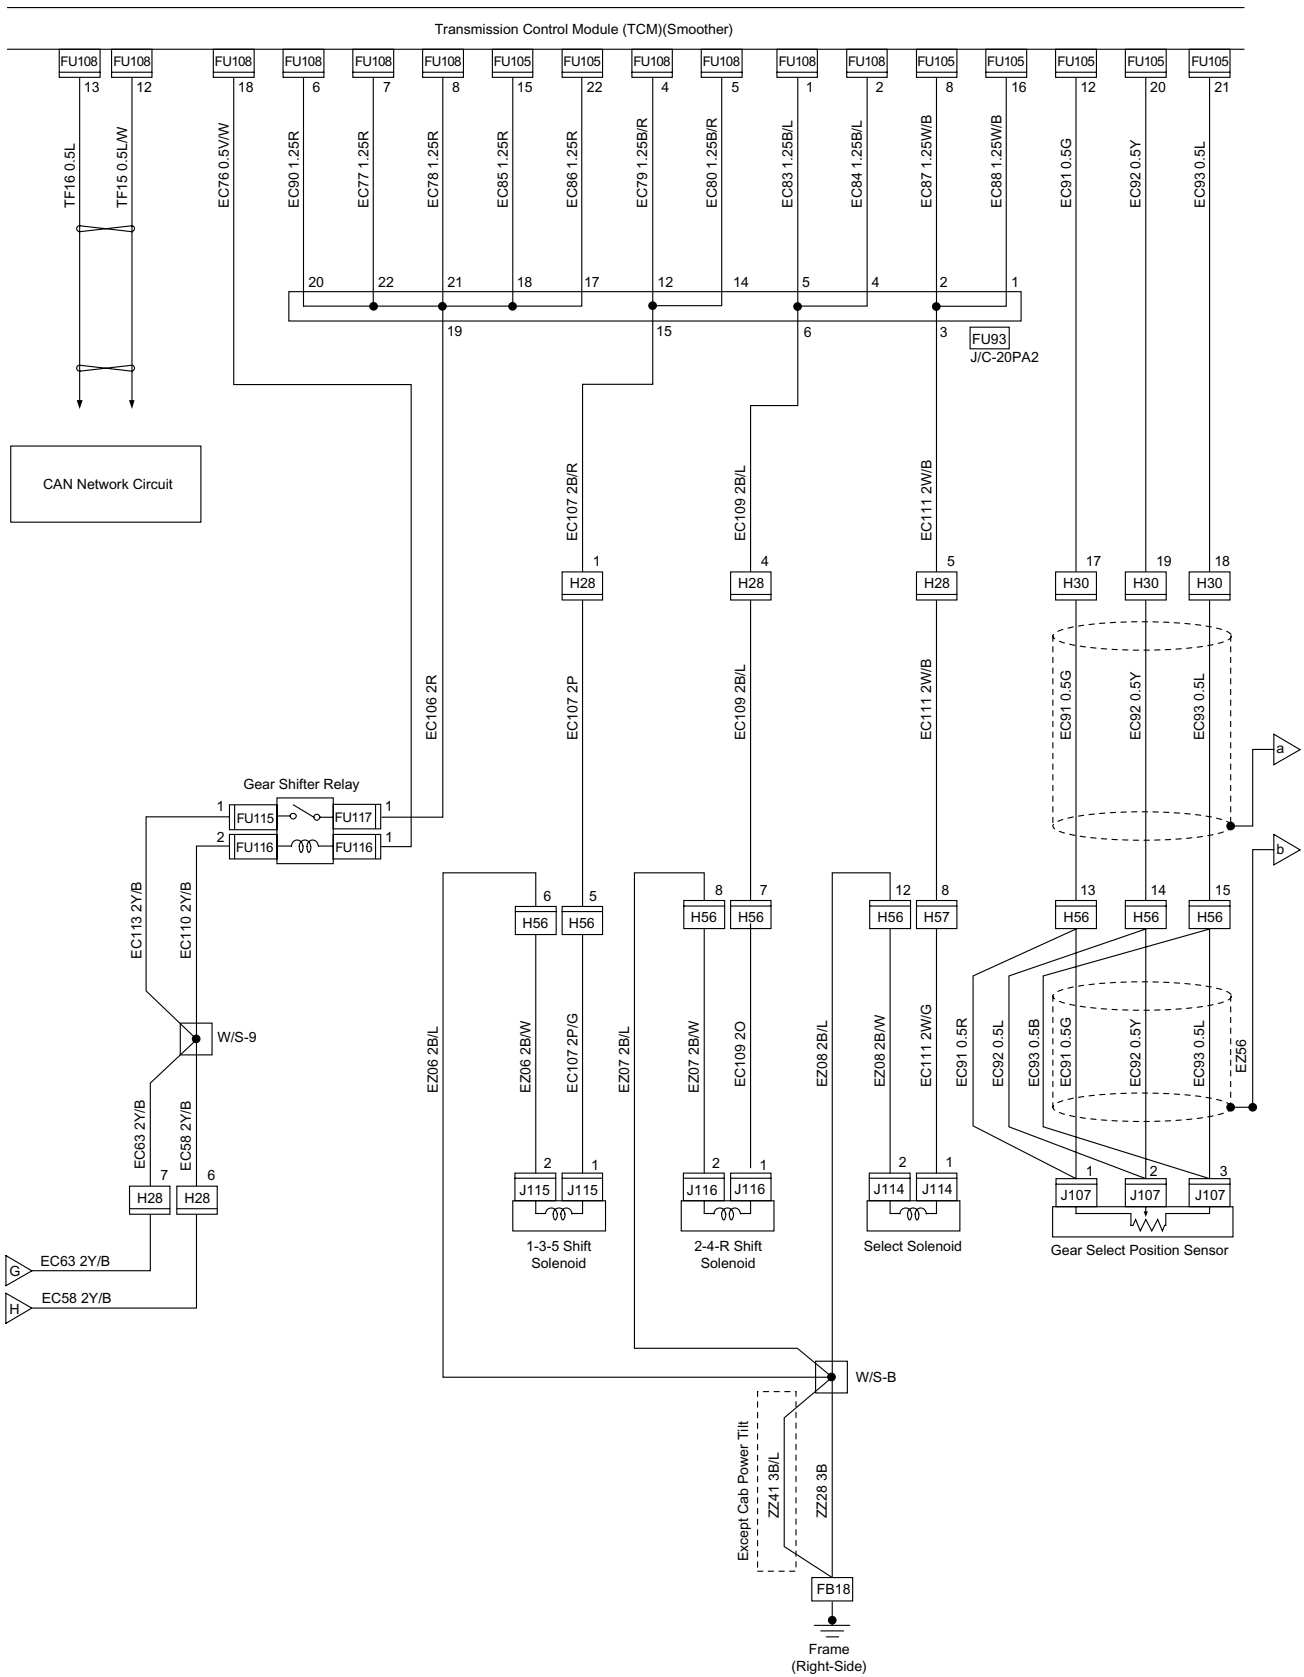 Transmission Control Module (TCM)(Smoother)
FU108 FU108 FU108 FU108 FU108 FU108 FU105 FU105 FU108 FU108 FU108 FU108 FU105 FU105 FU105 FU105 FU105
13 12 18 6 7 8 15 22 4 5 1 2 8 16 12 20 21
TF16 0.5L
TF15 0.5L/W
EC76 0.5V/W
EC90 1.25R
EC77 1.25R
EC78 1.25R
EC85 1.25R
EC86 1.25R
EC79 1.25B/R
EC80 1.25B/R
EC83 1.25B/L
EC84 1.25B/L
EC87 1.25W/B
EC88 1.25W/B
EC91 0.5G
EC92 0.5Y
EC93 0.5L
20 22 21 18 17 12 14 5 4 2 1
19 15 6 3
FU93
J/C-20PA2
CAN Network Circuit
EC107 2B/R
EC109 2B/L
EC111 2W/B
1 4 5 17 19 18
H28 H28 H28 H30 H30 H30
EC106 2R
EC107 2P
EC109 2B/L
EC111 2W/B
EC91 0.5G
EC92 0.5Y
EC93 0.5L
a
Gear Shifter Relay
1 FU115 FU117 1
2 FU116 FU116 1
b
6 5 8 7 12 8 13 14 15
H56 H56 H56 H56 H56 H57 H56 H56 H56
EC113 2Y/B
EC110 2Y/B
W/S-9
EZ06 2B/L
EZ06 2B/W
EC107 2P/G
EZ07 2B/L
EZ07 2B/W
EC109 2O
EZ08 2B/L
EZ08 2B/W
EC111 2W/G
EC91 0.5R
EC92 0.5L
EC93 0.5B
EC91 0.5G
EC92 0.5Y
EC93 0.5L
EZ56
EC63 2Y/B
EC58 2Y/B
7 6
H28 H28
2 1 2 1 2 1 1 2 3
J115 J115 J116 J116 J114 J114 J107 J107 J107
1-3-5 Shift
Solenoid
2-4-R Shift
Solenoid
Select Solenoid
Gear Select Position Sensor
G EC63 2Y/B
H EC58 2Y/B
W/S-B
Except Cab Power Tilt
ZZ41 3B/L
ZZ28 3B
FB18
Frame
(Right-Side)